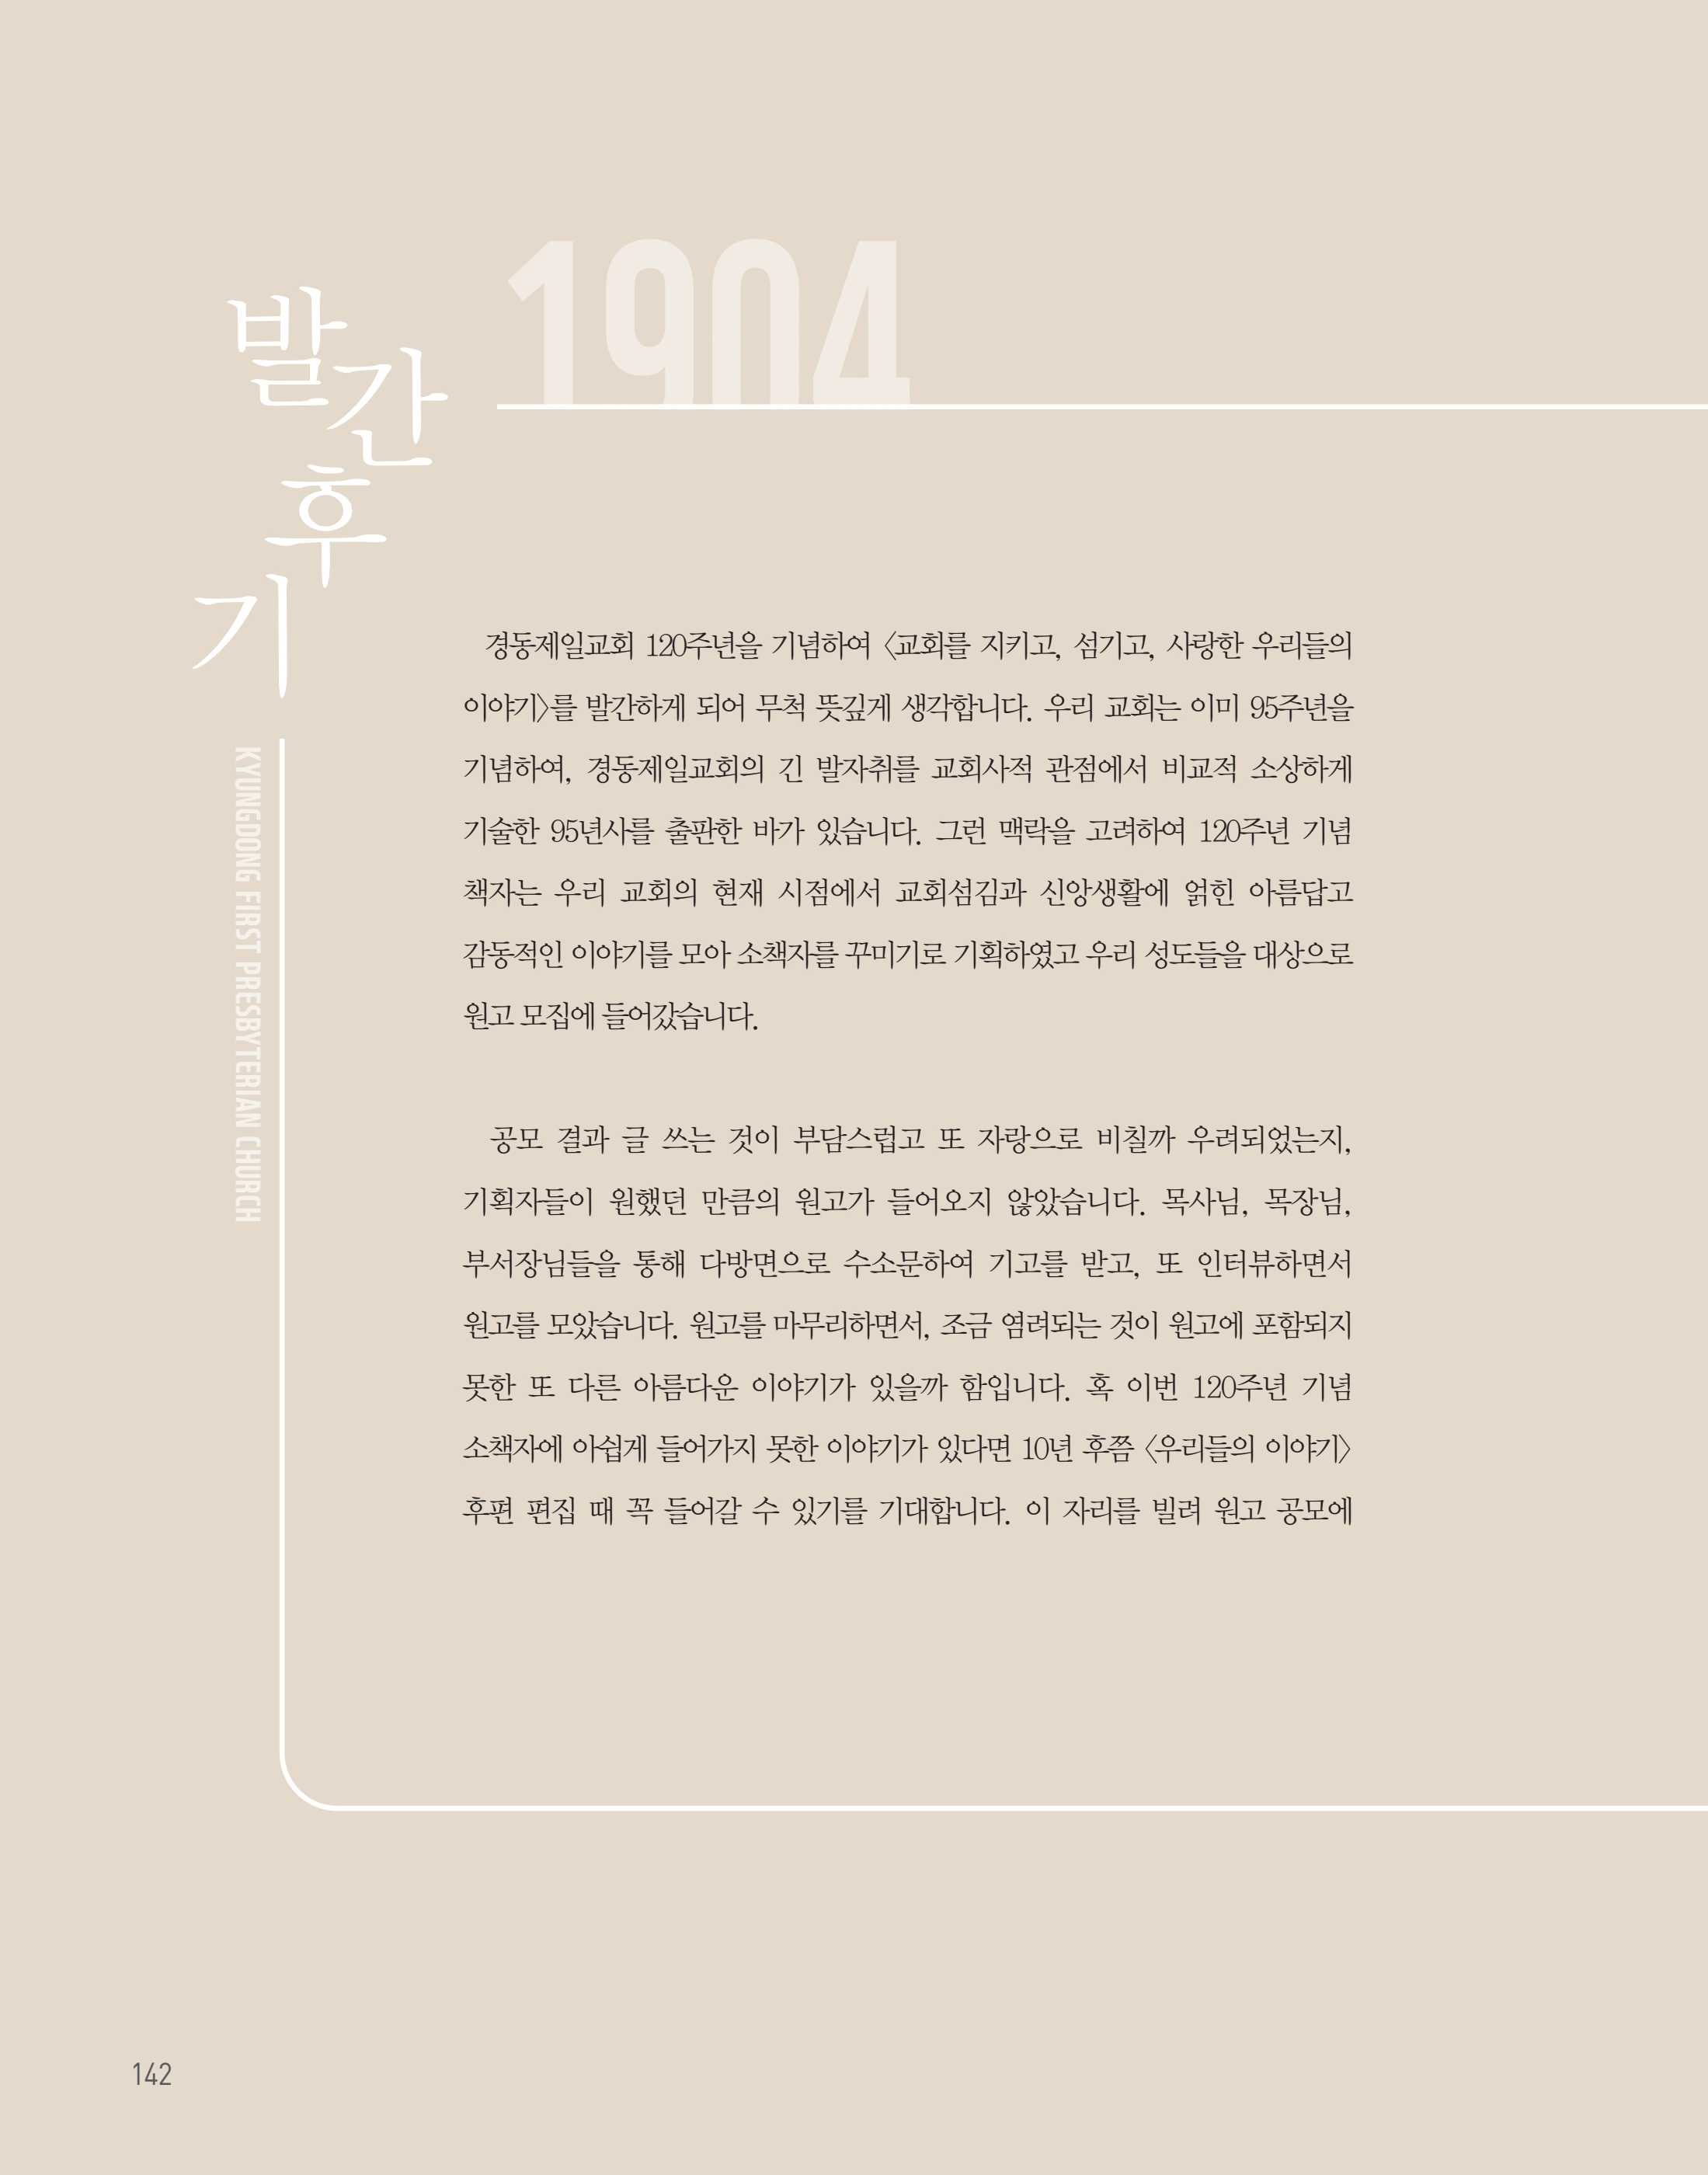 1904
발간후기
KYUNGDONG FIRST PRESBYTERIAN CHURCH
경동제일교회 120주년을 기념하여 〈교회를 지키고, 섬기고, 사랑한 우리들의
이야기〉를 발간하게 되어 무척 뜻깊게 생각합니다. 우리 교회는 이미 95주년을
기념하여, 경동제일교회의 긴 발자취를 교회사적 관점에서 비교적 소상하게
기술한 95년사를 출판한 바가 있습니다. 그런 맥락을 고려하여 120주년 기념
책자는 우리 교회의 현재 시점에서 교회섬김과 신앙생활에 얽힌 아름답고
감동적인 이야기를 모아 소책자를 꾸미기로 기획하였고 우리 성도들을 대상으로
원고 모집에 들어갔습니다.
공모 결과 글 쓰는 것이 부담스럽고 또 자랑으로 비칠까 우려되었는지,
기획자들이 원했던 만큼의 원고가 들어오지 않았습니다. 목사님, 목장님,
부서장님들을 통해 다방면으로 수소문하여 기고를 받고, 또 인터뷰하면서
원고를 모았습니다. 원고를 마무리하면서, 조금 염려되는 것이 원고에 포함되지
못한 또 다른 아름다운 이야기가 있을까 함입니다. 혹 이번 120주년 기념
소책자에 아쉽게 들어가지 못한 이야기가 있다면 10년 후쯤 〈우리들의 이야기〉
후편 편집 때 꼭 들어갈 수 있기를 기대합니다. 이 자리를 빌려 원고 공모에
142